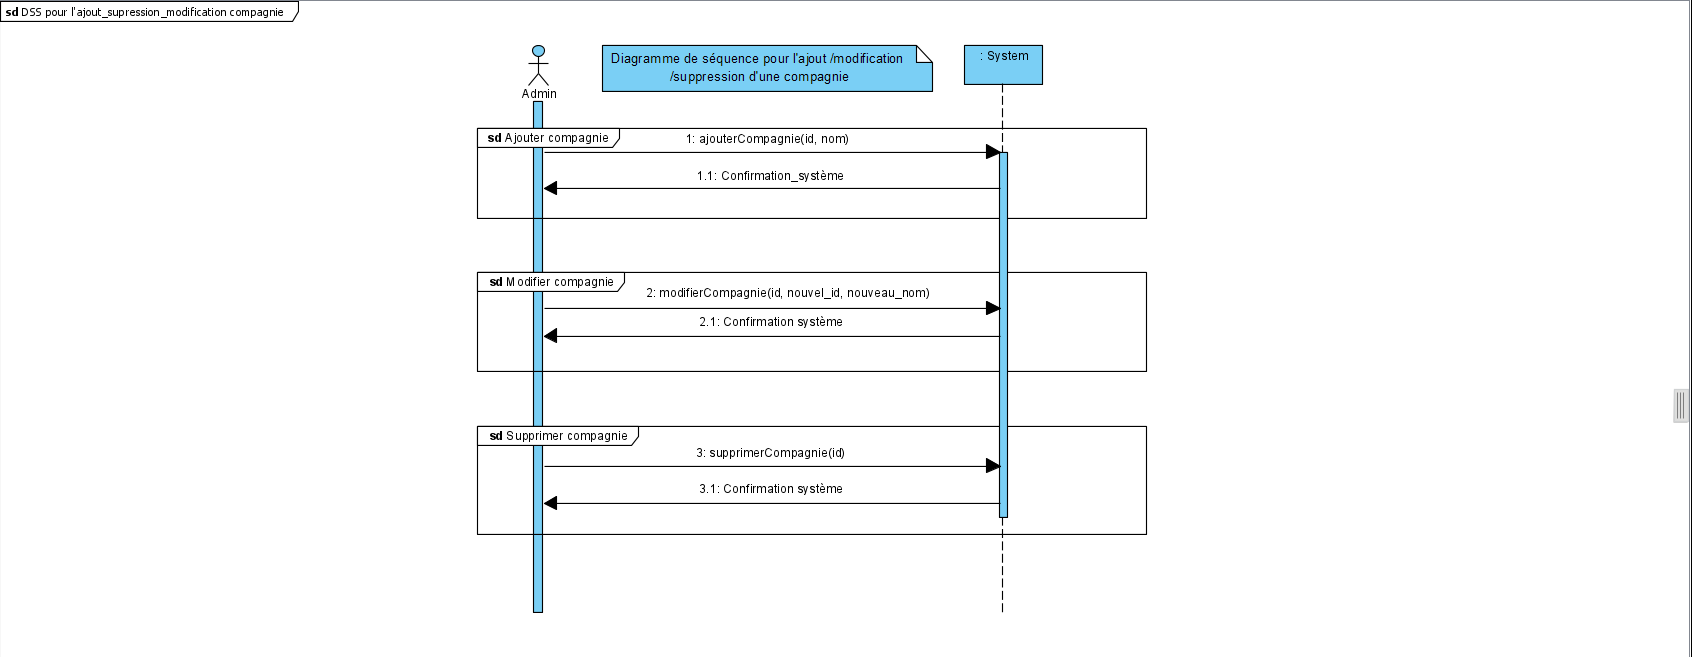 sd DSS pour l'ajout_supression_modification compagnie
Diagramme de séquence pour l'ajout /modification
/suppression d'une compagnie
: System
Admin
sd Ajouter compagnie
1: ajouterCompagnie(id, nom)
1.1: Confirmation_système
sd Modifier compagnie
2: modifierCompagnie(id, nouvel_id, nouveau_nom)
2.1: Confirmation système
sd Supprimer compagnie
3: supprimerCompagnie(id)
3.1: Confirmation système